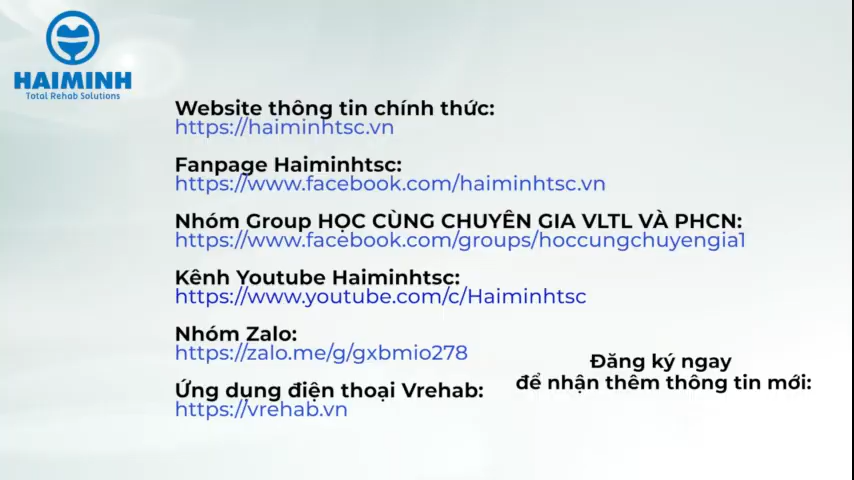 HAIMINH
Total Rehab Solutions
Website thông tin chính thức:
https://haiminhtsc.vn
Fanpage Haiminhtsc:
https://www.facebook.com/haiminhtsc.vn
Nhóm Group HỌC CÙNG CHUYÊN GIA VLTL VÀ PHCN:
https://www.facebook.com/groups/hoccungchuyengia1
Kênh Youtube Haiminhtsc:
https://www.youtube.com/c/Haiminhtsc
Nhóm Zalo:
https://zalo.me/g/gxbmio278
Ứng dụng điện thoại Vrehab:
https://vrehab.vn
Đăng ký ngay
để nhận thêm thông tin mới: